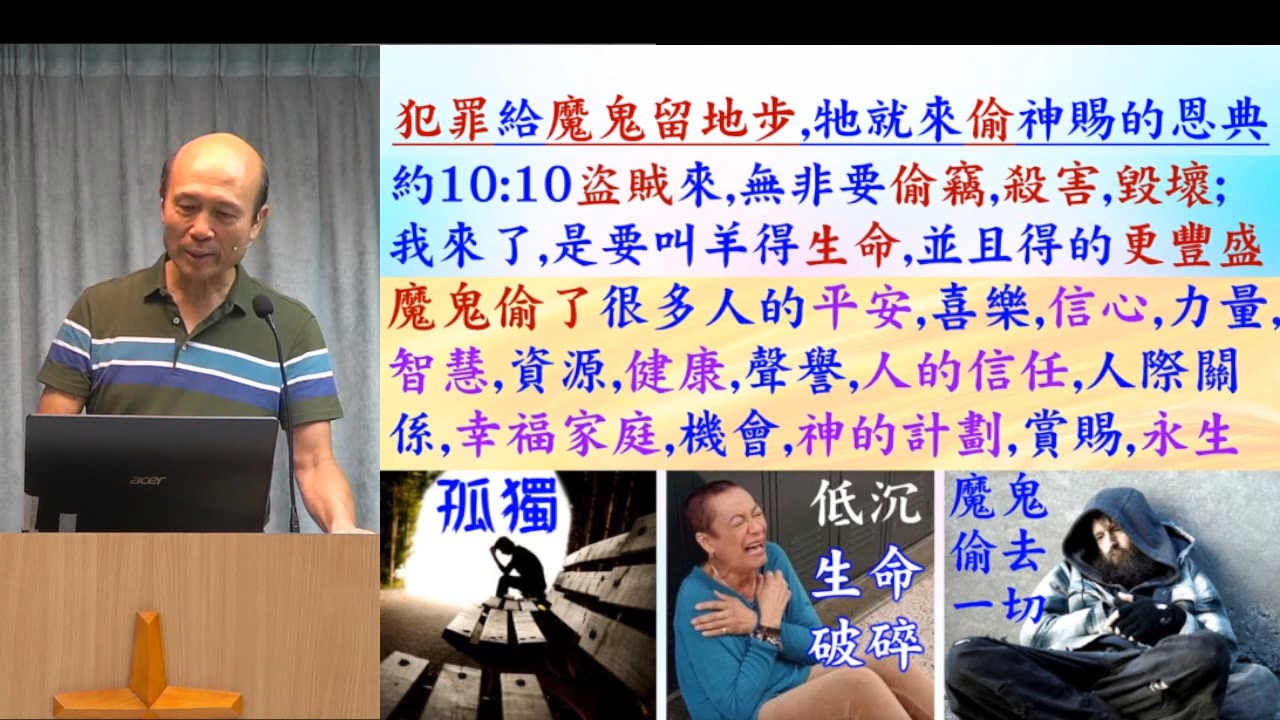 犯罪給魔鬼留地步,牠就來偷神賜的恩典
約10:10盜賊來,無非要偷竊,殺害,毀壞;
我來了,是要叫羊得生命,並且得的更豐盛
魔鬼偷了很多人的平安,喜樂,信心,力量,
智慧,資源,健康,聲譽,人的信任,人際關
係,幸福家庭,機會,神的計劃,賞賜,永生
acer
孤獨
低沉
生命
破碎
魔鬼
偷去
一切